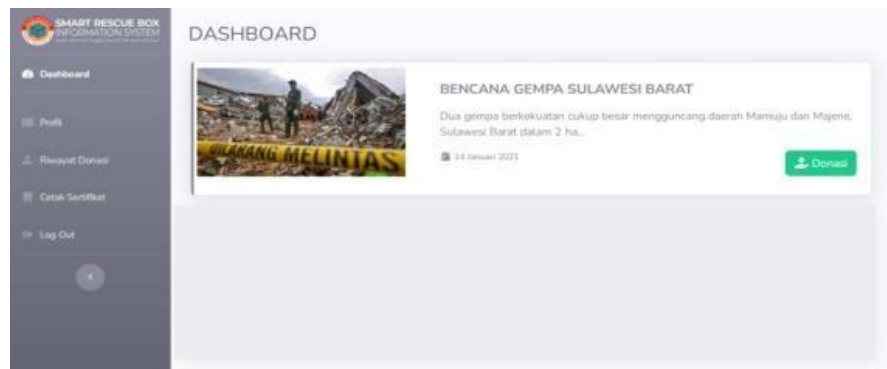 SMART RESCUE BOX
INFORMATION SYSTEM
DASHBOARD
Dashboard
Profil
Riwayat Donasi
Cetak Sertifikat
Log Out
BENCANA GEMPA SULAWESI BARAT
Dua gempa berkekuatan cukup besar mengguncang daerah Mamuju dan Majene,
Sulawesi Barat dalam 2 ha...
14 Januari 2021
Donasi
DILARANG MELINTAS